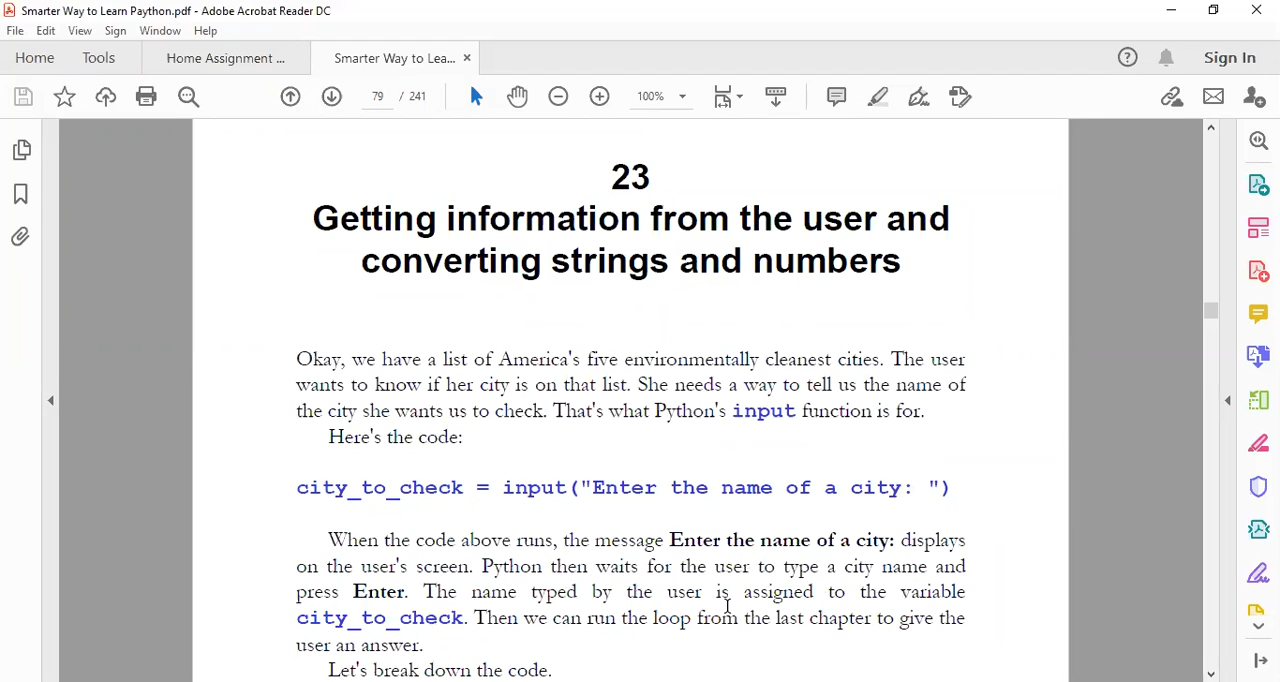 Smarter Way to Learn Paython.pdf - Adobe Acrobat Reader DC
File Edit View Sign Window Help
Home Tools Home Assignment ... Smarter Way to Lea... × Sign In
79 / 241 100%
23
Getting information from the user and
converting strings and numbers
Okay, we have a list of America's five environmentally cleanest cities. The user
wants to know if her city is on that list. She needs a way to tell us the name of
the city she wants us to check. That's what Python's input function is for.
Here's the code:
city_to_check = input("Enter the name of a city: ")
When the code above runs, the message Enter the name of a city: displays
on the user's screen. Python then waits for the user to type a city name and
press Enter. The name typed by the user is assigned to the variable
city_to_check. Then we can run the loop from the last chapter to give the
user an answer.
Let's break down the code.